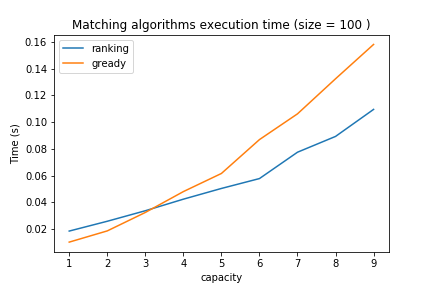 Matching algorithms execution time (size = 100 )
ranking
gready
Time (s)
0.16
0.14
0.12
0.10
0.08
0.06
0.04
0.02
1 2 3 4 5 6 7 8 9
capacity